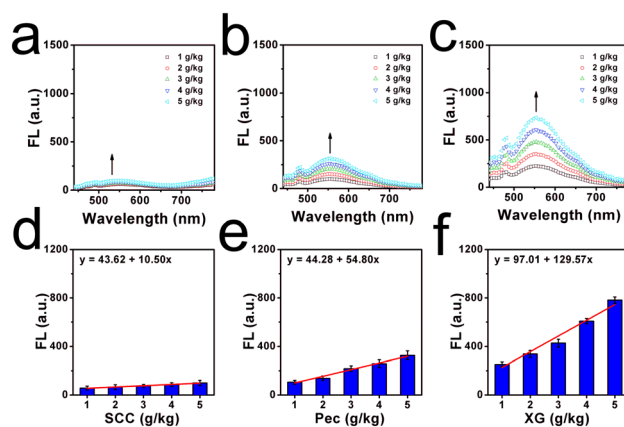 a
1500
1000
500
0
FL (a.u.)
1 g/kg
2 g/kg
3 g/kg
4 g/kg
5 g/kg
500 600 700
Wavelength (nm)
b
1500
1000
500
0
FL (a.u.)
1 g/kg
2 g/kg
3 g/kg
4 g/kg
5 g/kg
500 600 700
Wavelength (nm)
c
1500
1000
500
0
FL (a.u.)
1 g/kg
2 g/kg
3 g/kg
4 g/kg
5 g/kg
500 600 700
Wavelength (nm)
d
1200
800
400
0
FL (a.u.)
y = 43.62 + 10.50x
1 2 3 4 5
SCC (g/kg)
e
1200
800
400
0
FL (a.u.)
y = 44.28 + 54.80x
1 2 3 4 5
Pec (g/kg)
f
1200
800
400
0
FL (a.u.)
y = 97.01 + 129.57x
1 2 3 4 5
XG (g/kg)